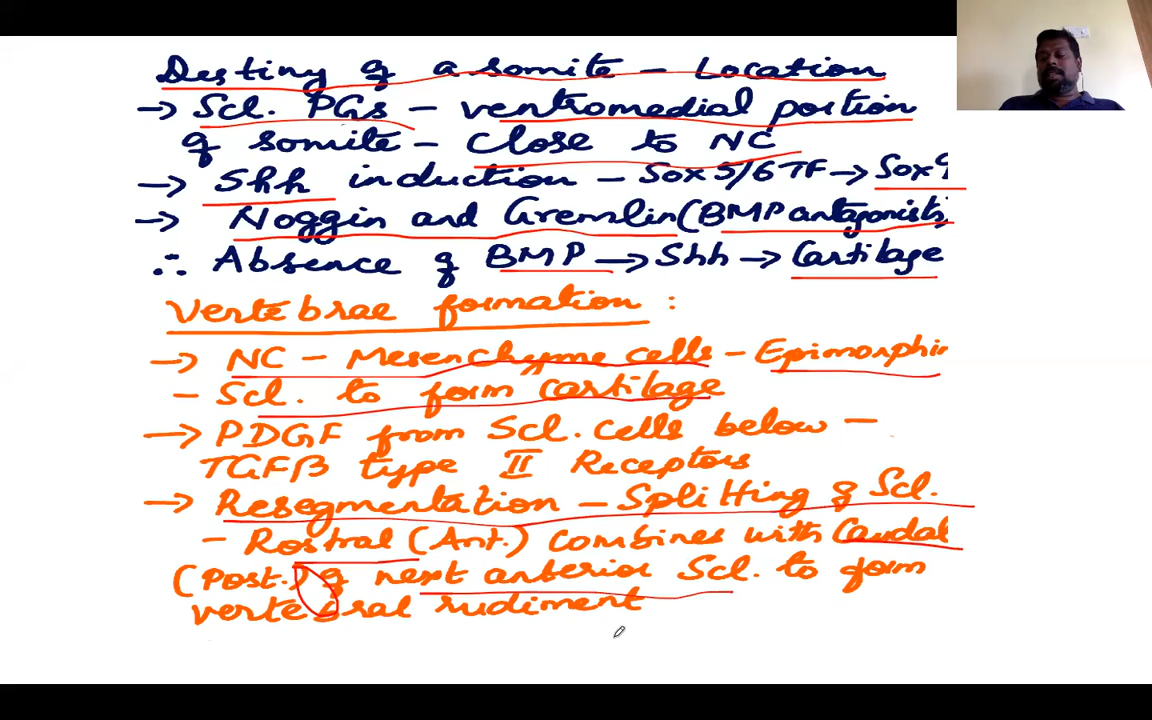 Destiny of a somite - Location
→ Scl. PGs - ventromedial portion
of somite - close to NC
→ Shh induction - Sox 5/6 TF → Sox 9
→ Noggin and Gremlin (BMP antagonists)
∴ Absence of BMP → Shh → Cartilage
Vertebrae formation :
→ NC - Mesenchyme cells - Epimorphin
- Scl. to form cartilage
→ PDGF from Scl. cells below -
TGFβ type II Receptors
→ Resegmentation - Splitting of Scl.
- Rostral (Ant.) combines with Caudal
(Post.) of next anterior Scl. to form
vertebral rudiment